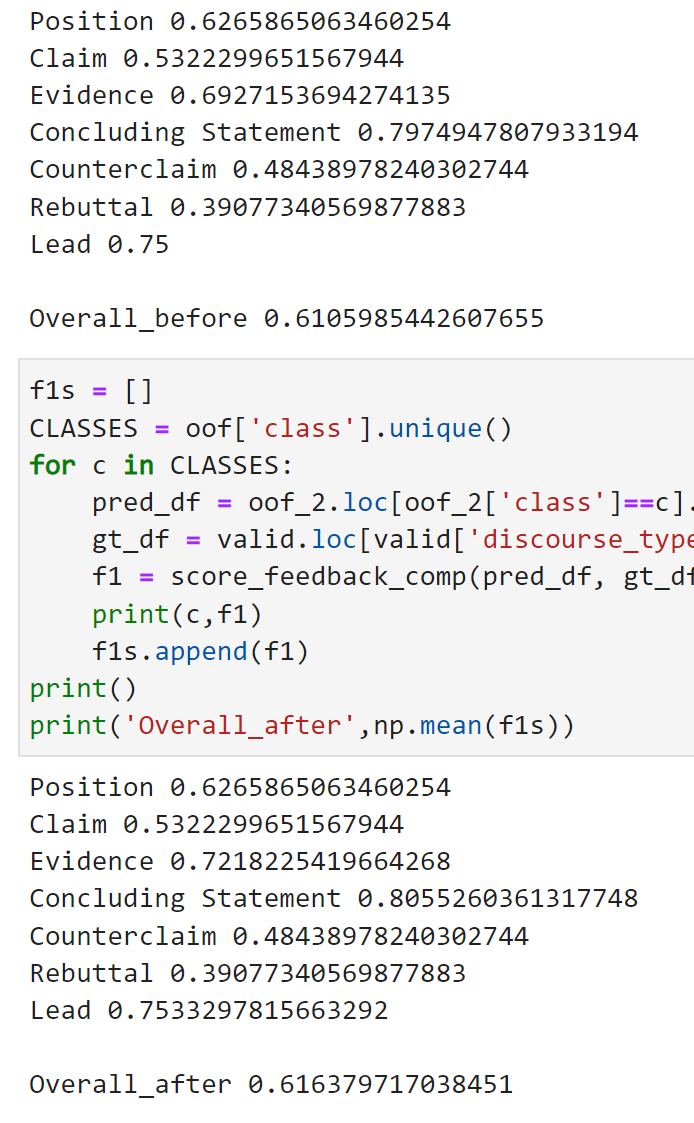 Position 0.6265865063460254
Claim 0.5322299651567944
Evidence 0.6927153694274135
Concluding Statement 0.7974947807933194
Counterclaim 0.48438978240302744
Rebuttal 0.39077340569877883
Lead 0.75
Overall_before 0.6105985442607655
f1s = []
CLASSES = oof['class'].unique()
for c in CLASSES:
    pred_df = oof_2.loc[oof_2['class']==c].
    gt_df = valid.loc[valid['discourse_type
    f1 = score_feedback_comp(pred_df, gt_df
    print(c,f1)
    f1s.append(f1)
print()
print('Overall_after',np.mean(f1s))
Position 0.6265865063460254
Claim 0.5322299651567944
Evidence 0.7218225419664268
Concluding Statement 0.8055260361317748
Counterclaim 0.48438978240302744
Rebuttal 0.39077340569877883
Lead 0.7533297815663292
Overall_after 0.616379717038451